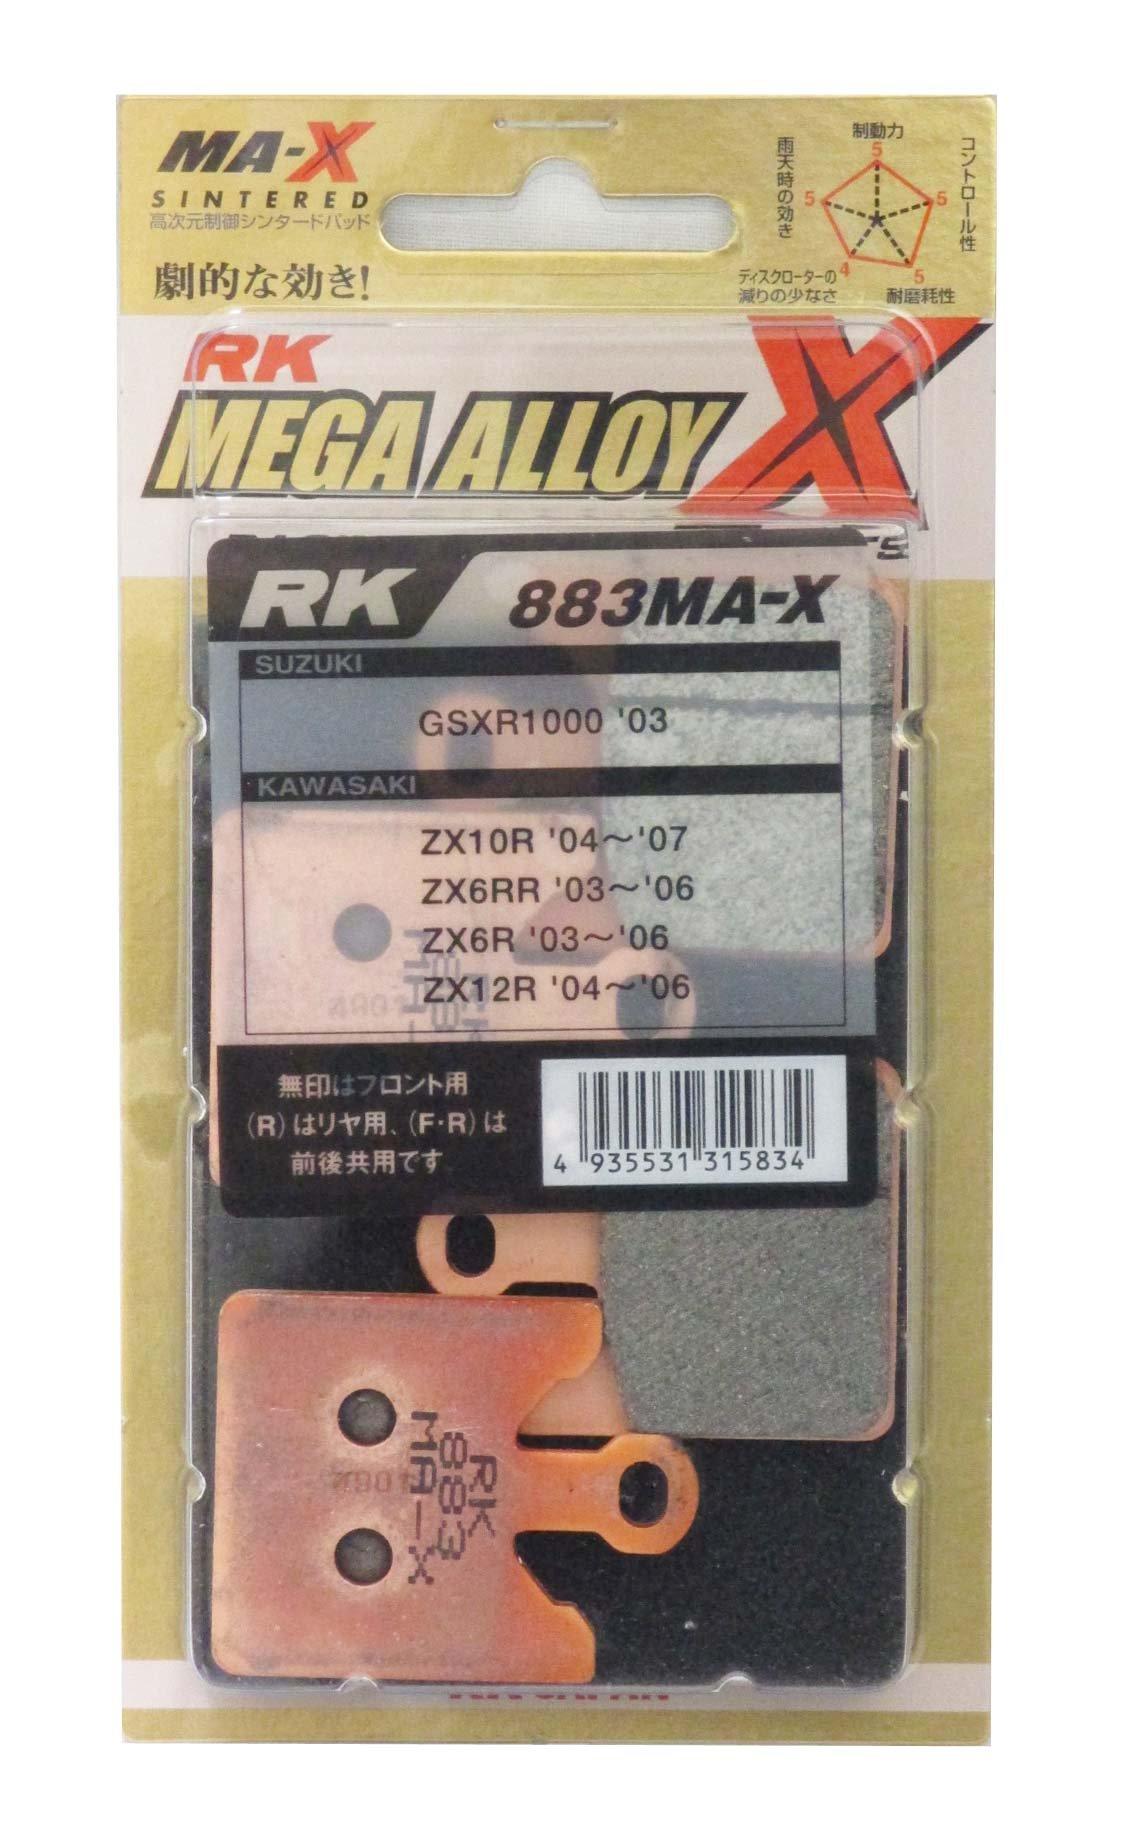 MA-X
SINTERED
高次元制御シンタードパッド
劇的な効き!
制動力
5
コントロール性
5
雨天時の効き
5
ディスクローターの
減りの少なさ
4
5
耐磨耗性
RK
MEGA ALLOY X
RK
883MA-X
SUZUKI
GSXR1000 '03
KAWASAKI
ZX10R '04～'07
ZX6RR '03～'06
ZX6R '03～'06
ZX12R '04～'06
無印はフロント用
(R)はリヤ用、(F・R)は
前後共用です
4 935531 315834
RK
883
MA-X